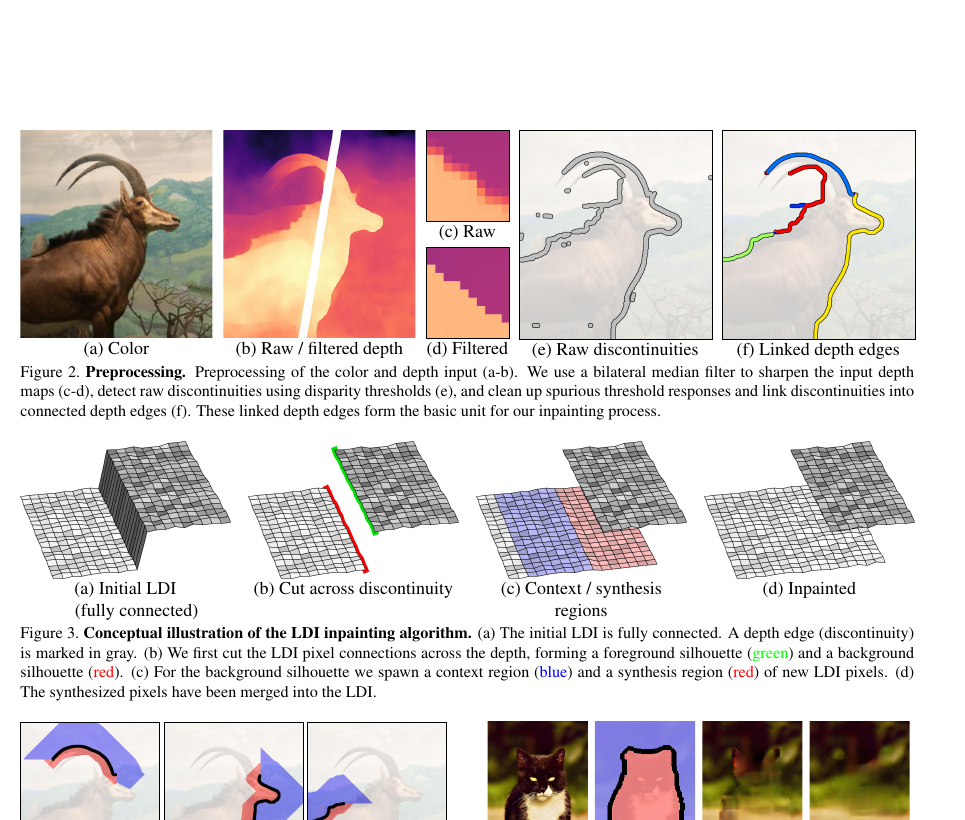 (a) Color
(b) Raw / filtered depth
(c) Raw
(d) Filtered
(e) Raw discontinuities
(f) Linked depth edges
Figure 2. Preprocessing. Preprocessing of the color and depth input (a-b). We use a bilateral median filter to sharpen the input depth
maps (c-d), detect raw discontinuities using disparity thresholds (e), and clean up spurious threshold responses and link discontinuities into
connected depth edges (f). These linked depth edges form the basic unit for our inpainting process.
(a) Initial LDI
(fully connected)
(b) Cut across discontinuity
(c) Context / synthesis
regions
(d) Inpainted
Figure 3. Conceptual illustration of the LDI inpainting algorithm. (a) The initial LDI is fully connected. A depth edge (discontinuity)
is marked in gray. (b) We first cut the LDI pixel connections across the depth, forming a foreground silhouette (green) and a background
silhouette (red). (c) For the background silhouette we spawn a context region (blue) and a synthesis region (red) of new LDI pixels. (d)
The synthesized pixels have been merged into the LDI.